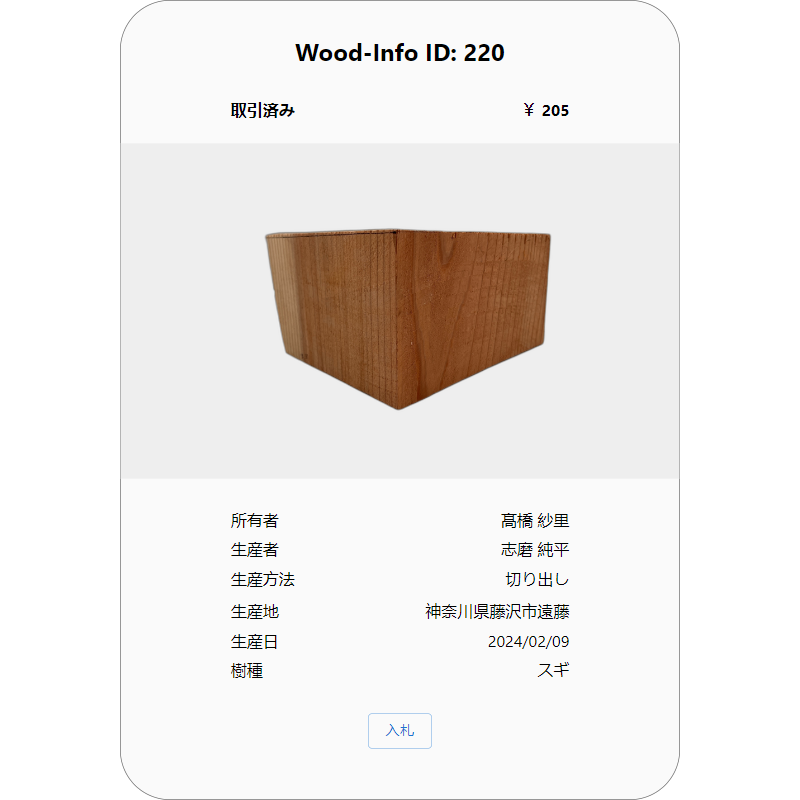 Wood-Info ID: 220
取引済み ￥ 205
所有者 髙橋 紗里
生産者 志磨 純平
生産方法 切り出し
生産地 神奈川県藤沢市遠藤
生産日 2024/02/09
樹種 スギ
入札